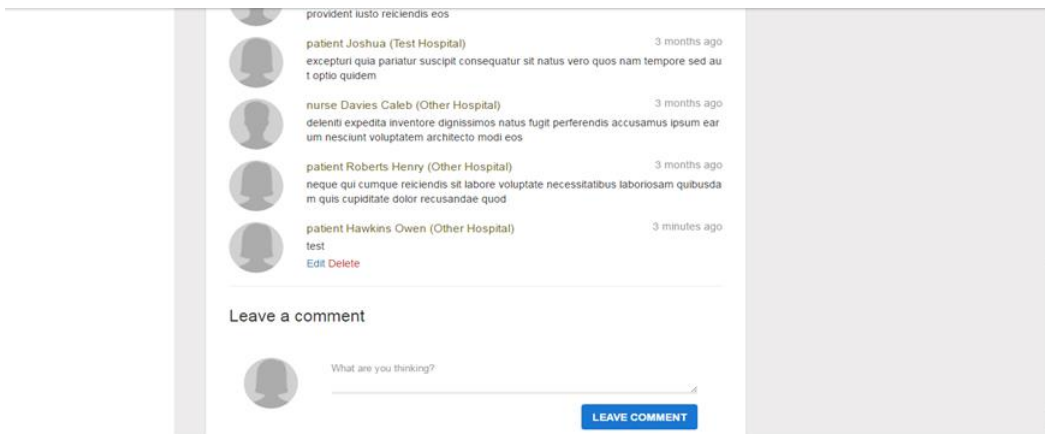 provident iusto reiciendis eos
patient Joshua (Test Hospital)
3 months ago
excepturi quia pariatur suscipit consequatur sit natus vero quos nam tempore sed au
t optio quidem
nurse Davies Caleb (Other Hospital)
3 months ago
deleniti expedita inventore dignissimos natus fugit perferendis accusamus ipsum ear
um nesciunt voluptatem architecto modi eos
patient Roberts Henry (Other Hospital)
3 months ago
neque qui cumque reiciendis sit labore voluptate necessitatibus laboriosam quibusda
m quis cupiditate dolor recusandae quod
patient Hawkins Owen (Other Hospital)
3 minutes ago
test
Edit Delete
Leave a comment
What are you thinking?
LEAVE COMMENT